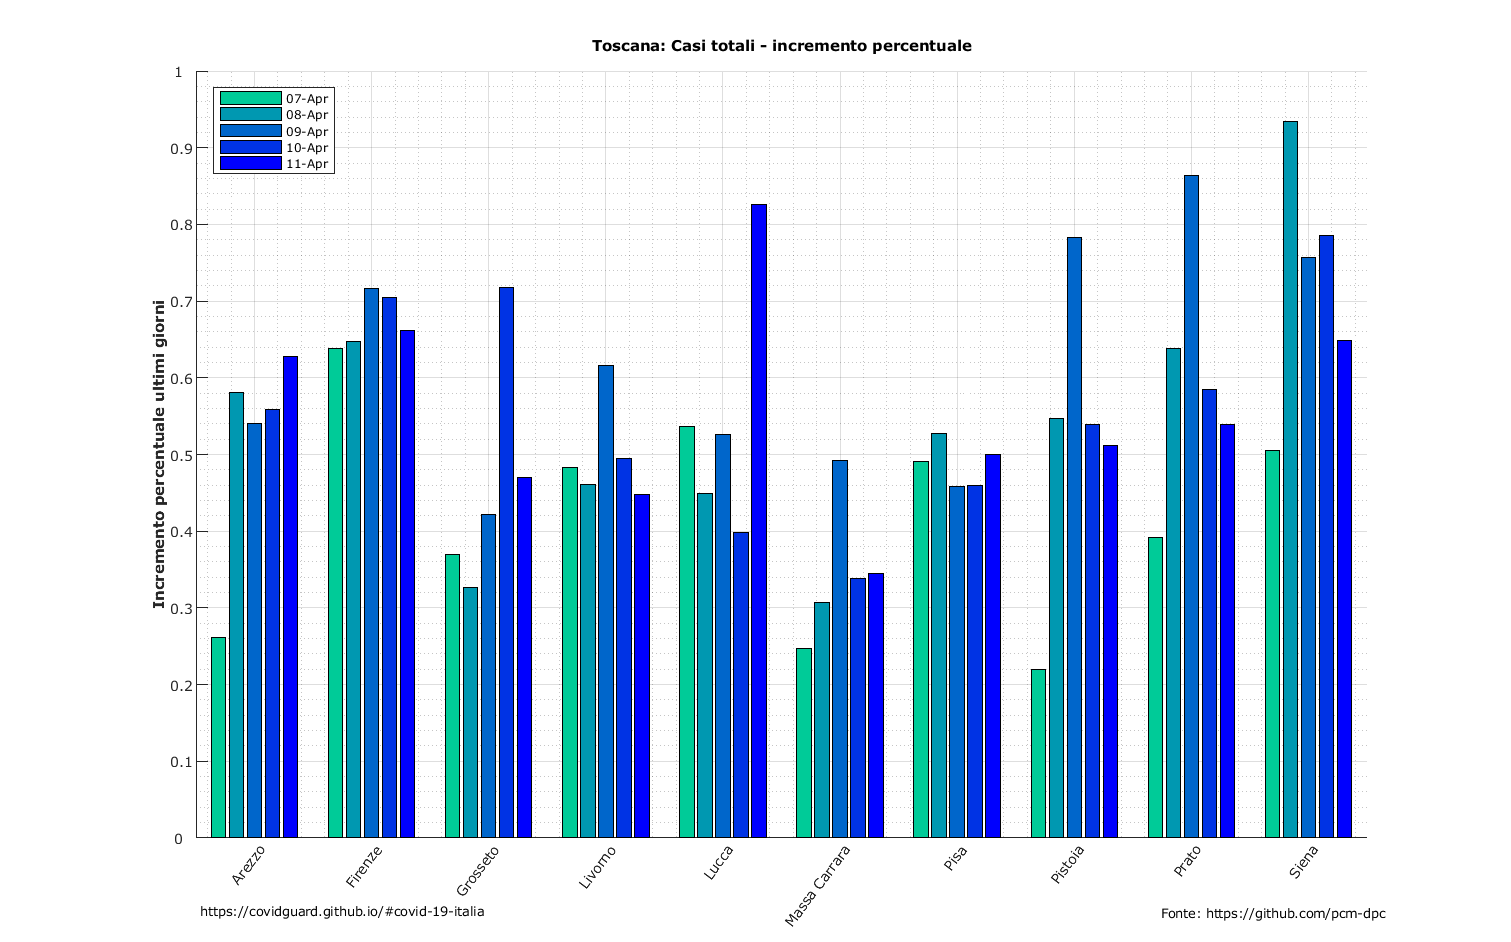 Toscana: Casi totali - incremento percentuale
1
0.9
0.8
0.7
0.6
0.5
0.4
0.3
0.2
0.1
0
Incremento percentuale ultimi giorni
07-Apr
08-Apr
09-Apr
10-Apr
11-Apr
Arezzo
Firenze
Grosseto
Livorno
Lucca
Massa Carrara
Pisa
Pistoia
Prato
Siena
https://covidguard.github.io/#covid-19-italia
Fonte: https://github.com/pcm-dpc